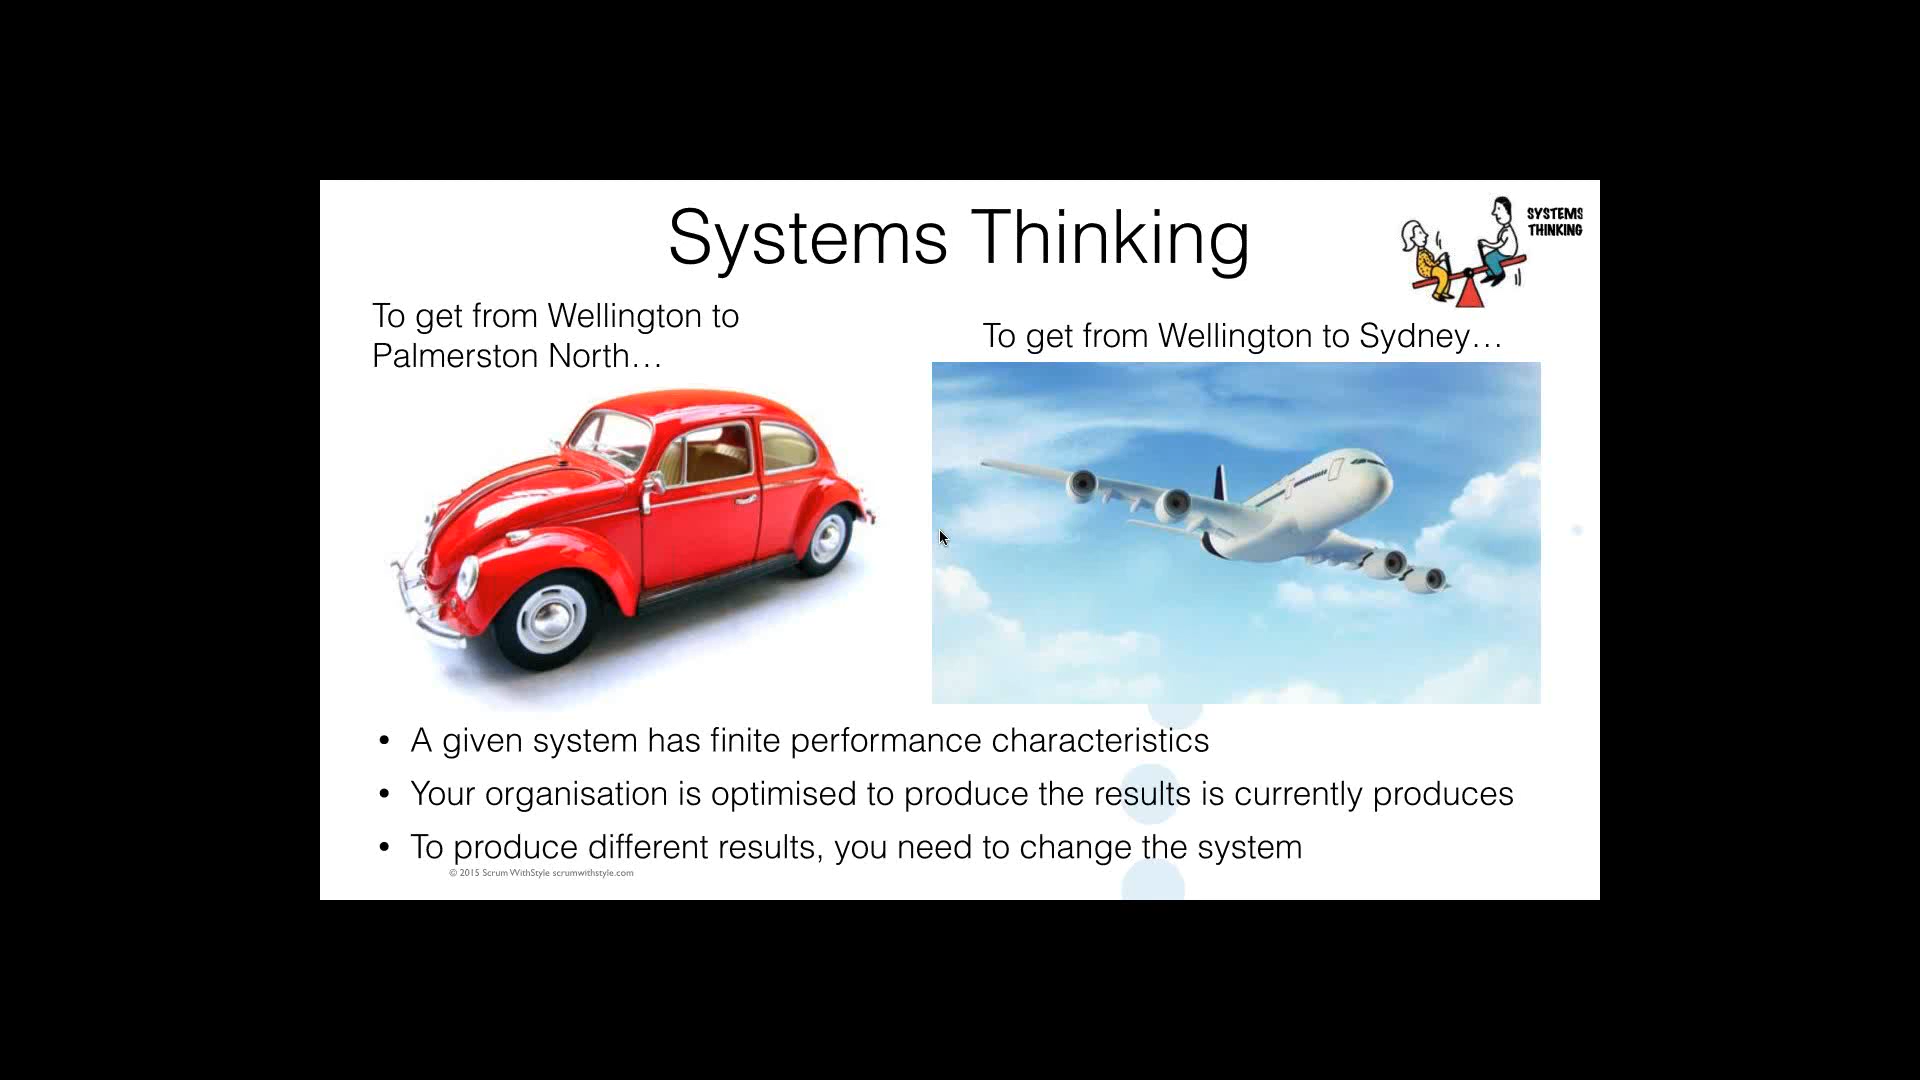 Systems Thinking
SYSTEMS
THINKING
To get from Wellington to
Palmerston North…
To get from Wellington to Sydney…
• A given system has finite performance characteristics
• Your organisation is optimised to produce the results is currently produces
• To produce different results, you need to change the system
© 2015 Scrum WithStyle scrumwithstyle.com